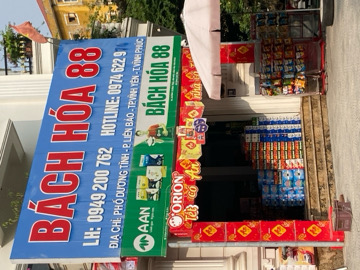 BÁCH HÓA 88
LH: 0949 200 762 HOTLINE: 0974 622 9
ĐỊA CHỈ: PHỐ DƯƠNG TĨNH - P.LIÊN BẢO - TP.VĨNH YÊN - T.VĨNH PHÚC
AAN
BÁCH HÓA 88
ORION
Tết